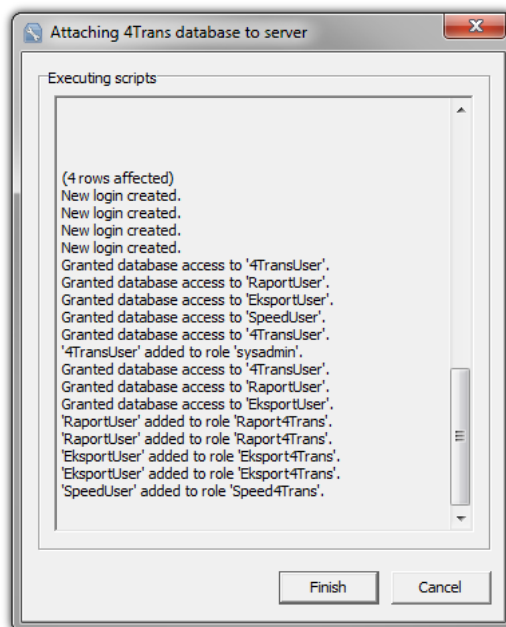 Attaching 4Trans database to server
Executing scripts
(4 rows affected)
New login created.
New login created.
New login created.
New login created.
Granted database access to '4TransUser'.
Granted database access to 'RaportUser'.
Granted database access to 'EksportUser'.
Granted database access to 'SpeedUser'.
Granted database access to '4TransUser'.
'4TransUser' added to role 'sysadmin'.
Granted database access to '4TransUser'.
Granted database access to 'RaportUser'.
Granted database access to 'EksportUser'.
'RaportUser' added to role 'Raport4Trans'.
'RaportUser' added to role 'Raport4Trans'.
'EksportUser' added to role 'Eksport4Trans'.
'EksportUser' added to role 'Eksport4Trans'.
'SpeedUser' added to role 'Speed4Trans'.
Finish
Cancel